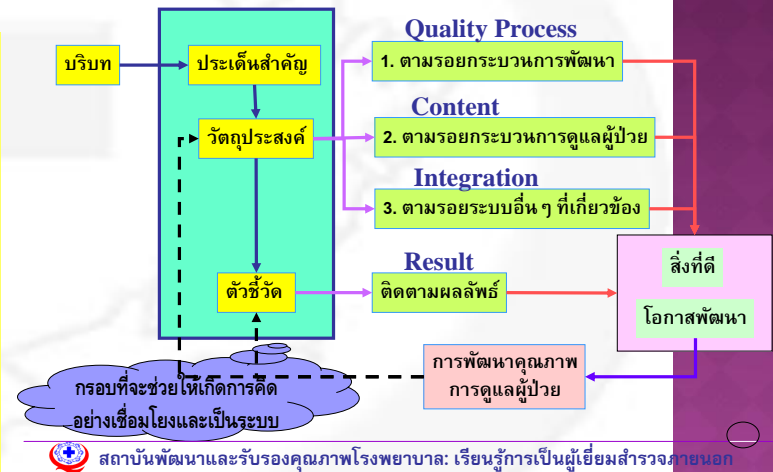 Quality Process
บริบท
ประเด็นสำคัญ
1. ตามรอยกระบวนการพัฒนา
Content
วัตถุประสงค์
2. ตามรอยกระบวนการดูแลผู้ป่วย
Integration
3. ตามรอยระบบอื่น ๆ ที่เกี่ยวข้อง
Result
ตัวชี้วัด
ติดตามผลลัพธ์
สิ่งที่ดี
โอกาสพัฒนา
การพัฒนาคุณภาพ
การดูแลผู้ป่วย
กรอบที่จะช่วยให้เกิดการคิด
อย่างเชื่อมโยงและเป็นระบบ
สถาบันพัฒนาและรับรองคุณภาพโรงพยาบาล: เรียนรู้การเป็นผู้เยี่ยมสำรวจภายนอก